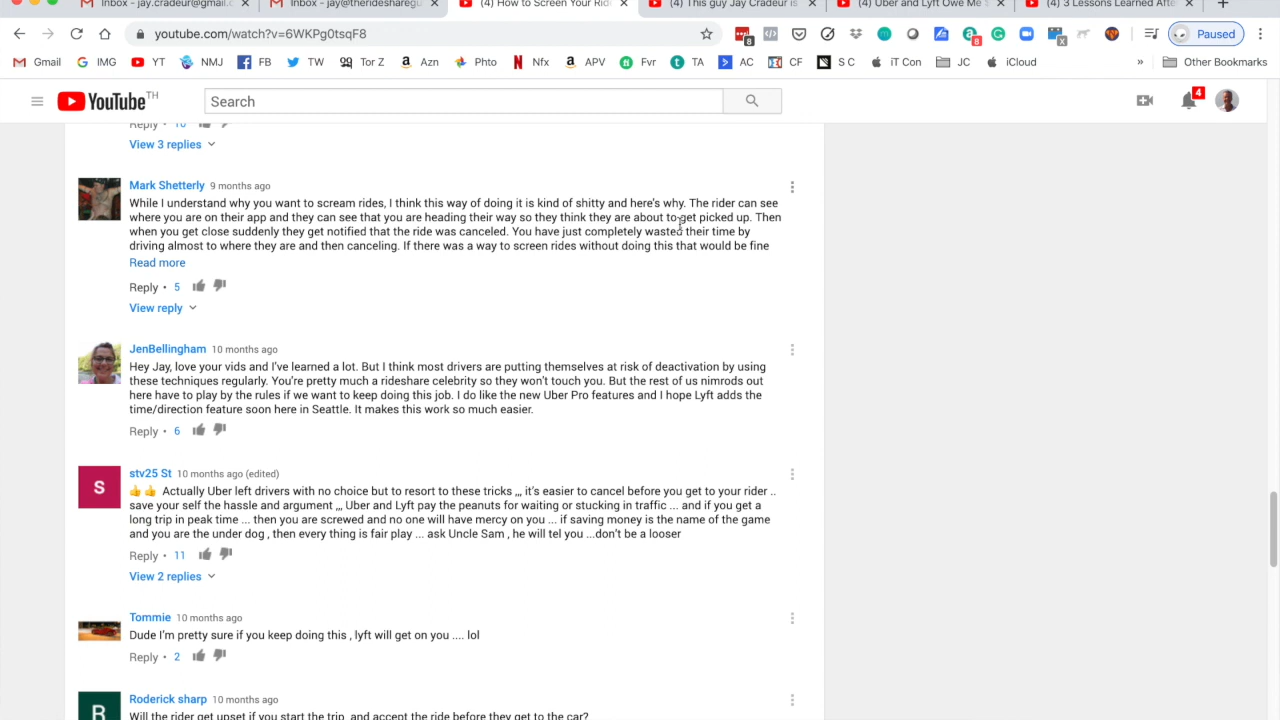 Inbox - jay.cradeur@gmail.c
Inbox - jay@therideshareg
(4) How to Screen Your Ride
(4) This guy Jay Cradeur is
(4) Uber and Lyft Owe Me
(4) 3 Lessons Learned Afte
youtube.com/watch?v=6WKPg0tsqF8
8
8
X
Paused
Gmail
IMG
YT
NMJ
FB
TW
Tor Z
Azn
Phto
Nfx
APV
Fvr
TA
AC
CF
S C
iT Con
JC
iCloud
»
Other Bookmarks
YouTube TH
Search
4
Reply • 10
View 3 replies
Mark Shetterly 9 months ago
While I understand why you want to scream rides, I think this way of doing it is kind of shitty and here's why. The rider can see
where you are on their app and they can see that you are heading their way so they think they are about to get picked up. Then
when you get close suddenly they get notified that the ride was canceled. You have just completely wasted their time by
driving almost to where they are and then canceling. If there was a way to screen rides without doing this that would be fine
Read more
Reply • 5
View reply
JenBellingham 10 months ago
Hey Jay, love your vids and I've learned a lot. But I think most drivers are putting themselves at risk of deactivation by using
these techniques regularly. You're pretty much a rideshare celebrity so they won't touch you. But the rest of us nimrods out
here have to play by the rules if we want to keep doing this job. I do like the new Uber Pro features and I hope Lyft adds the
time/direction feature soon here in Seattle. It makes this work so much easier.
Reply • 6
S
stv25 St 10 months ago (edited)
👍👍 Actually Uber left drivers with no choice but to resort to these tricks ,,, it's easier to cancel before you get to your rider ..
save your self the hassle and argument ,,, Uber and Lyft pay the peanuts for waiting or stucking in traffic ... and if you get a
long trip in peak time ... then you are screwed and no one will have mercy on you ... if saving money is the name of the game
and you are the under dog , then every thing is fair play ... ask Uncle Sam , he will tell you ...don't be a looser
Reply • 11
View 2 replies
Tommie 10 months ago
Dude I'm pretty sure if you keep doing this , lyft will get on you .... lol
Reply • 2
R
Roderick sharp 10 months ago
Will the rider get upset if you start the trip, and accept the ride before they get to the car?